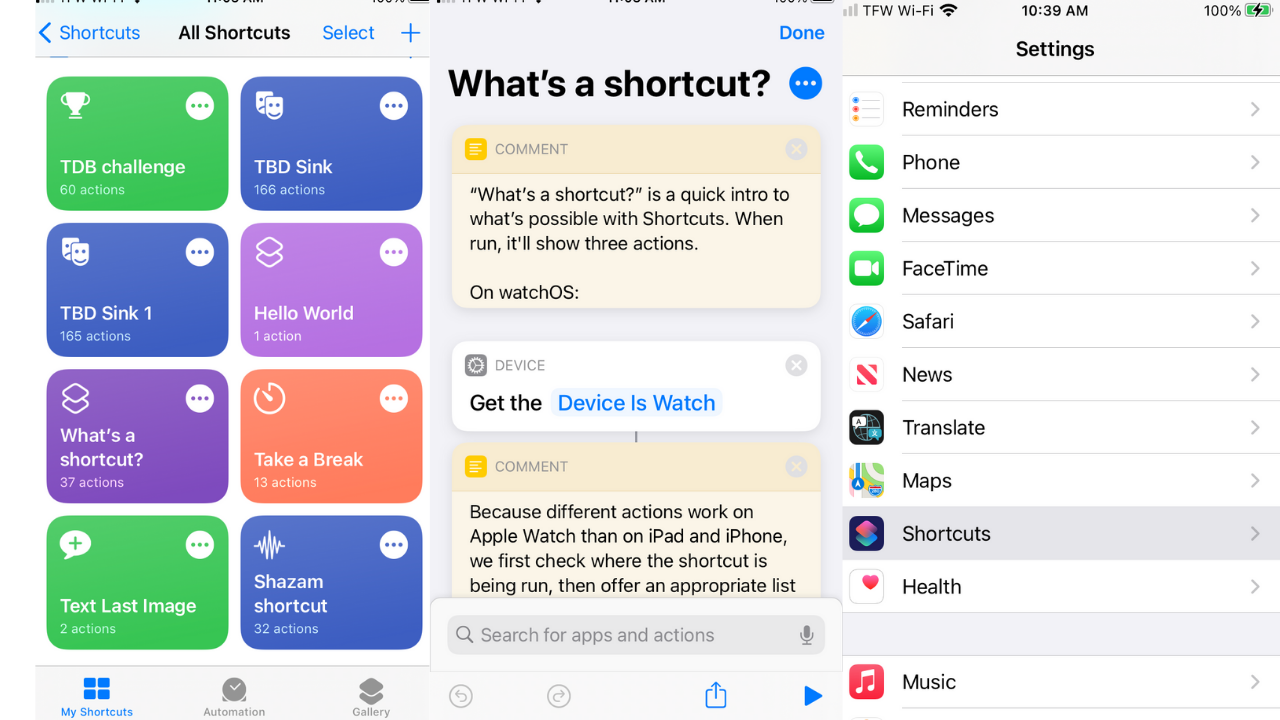 Shortcuts All Shortcuts Select
TDB challenge
60 actions
TBD Sink
166 actions
TBD Sink 1
165 actions
Hello World
1 action
What's a
shortcut?
37 actions
Take a Break
13 actions
Text Last Image
2 actions
Shazam
shortcut
32 actions
My Shortcuts Automation Gallery
Done
What's a shortcut?
COMMENT
“What's a shortcut?” is a quick intro to
what's possible with Shortcuts. When
run, it'll show three actions.
On watchOS:
DEVICE
Get the Device Is Watch
COMMENT
Because different actions work on
Apple Watch than on iPad and iPhone,
we first check where the shortcut is
being run, then offer an appropriate list
Search for apps and actions
TFW Wi-Fi 10:39 AM 100%
Settings
Reminders
Phone
Messages
FaceTime
Safari
News
Translate
Maps
Shortcuts
Health
Music